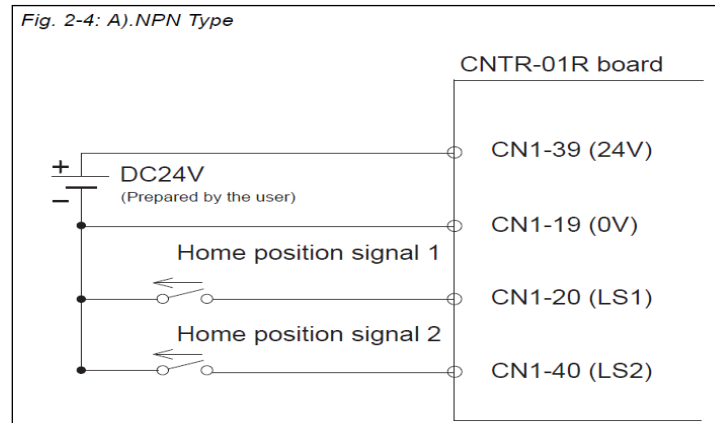 Fig. 2-4: A).NPN Type
CNTR-01R board
+
CN1-39 (24V)
DC24V
(Prepared by the user)
−
CN1-19 (0V)
Home position signal 1
CN1-20 (LS1)
Home position signal 2
CN1-40 (LS2)